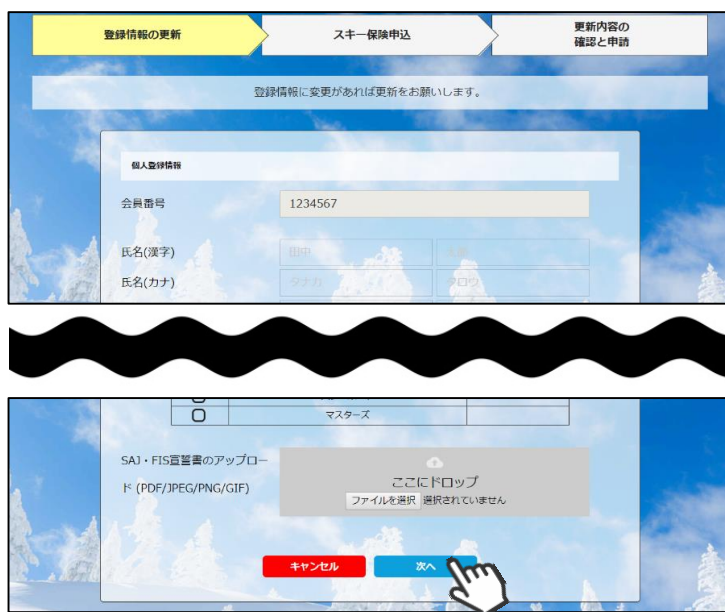 登録情報の更新
スキー保険申込
更新内容の
確認と申請
登録情報に変更があれば更新をお願いします。
個人登録情報
会員番号
1234567
氏名(漢字)
田中
氏名(カナ)
タナカ
タロウ
マスターズ
SAJ・FIS宣誓書のアップロー
ド (PDF/JPEG/PNG/GIF)
ここにドロップ
ファイルを選択 選択されていません
キャンセル
次へ